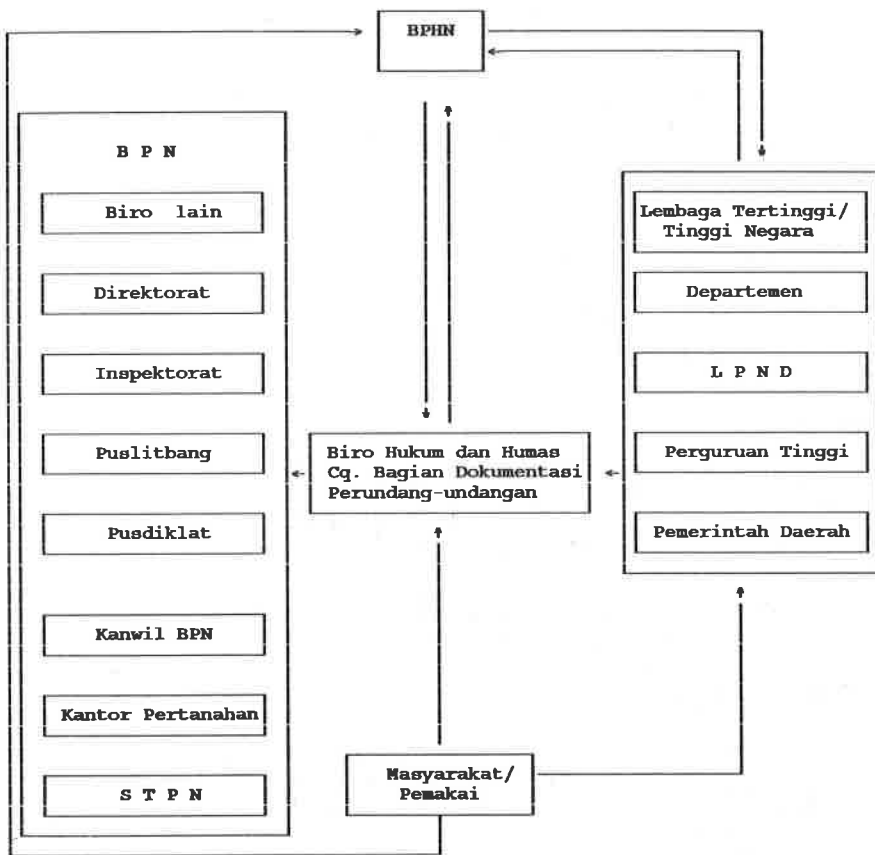 BPHN
B P N
Biro lain
Direktorat
Inspektorat
Puslitbang
Pusdiklat
Kanwil BPN
Kantor Pertanahan
S T P N
Biro Hukum dan Humas
Cq. Bagian Dokumentasi
Perundang-undangan
Masyarakat/
Pemakai
Lembaga Tertinggi/
Tinggi Negara
Departemen
L P N D
Perguruan Tinggi
Pemerintah Daerah